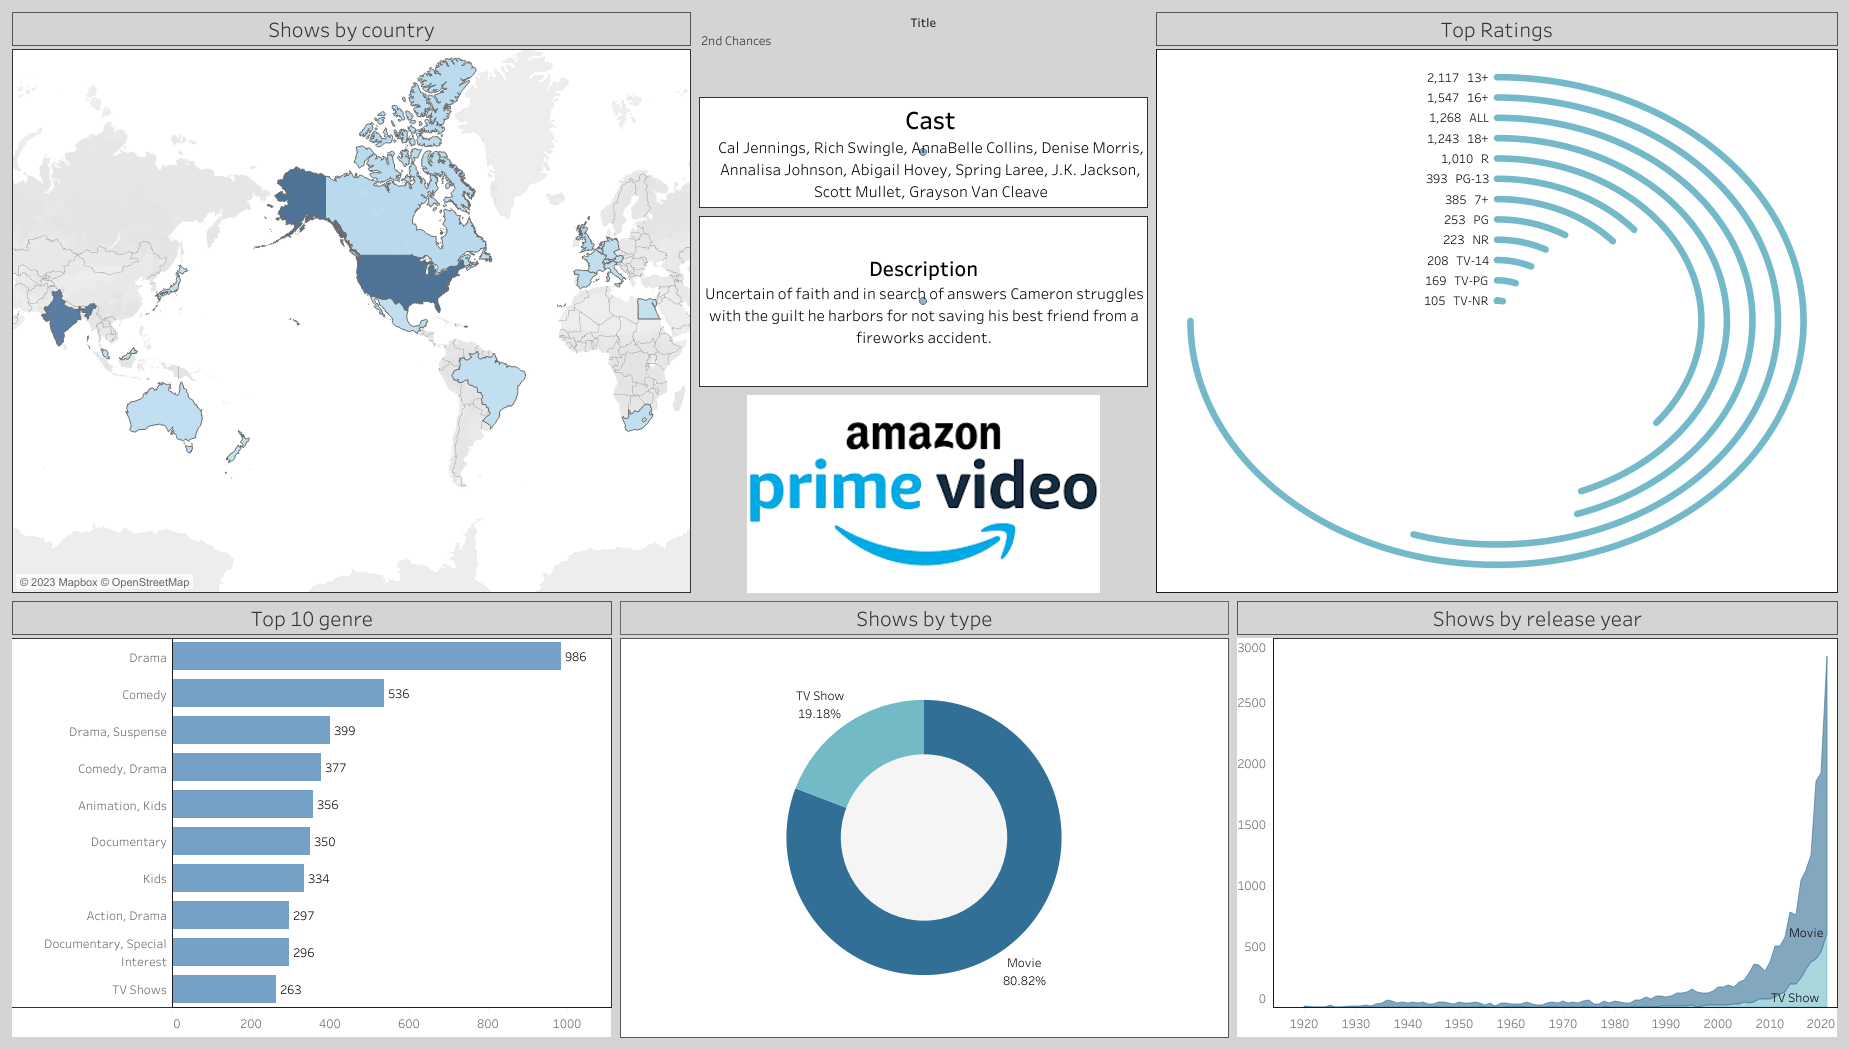 Shows by country
© 2023 Mapbox © OpenStreetMap
Title
2nd Chances
Cast
Cal Jennings, Rich Swingle, AnnaBelle Collins, Denise Morris,
Annalisa Johnson, Abigail Hovey, Spring Laree, J.K. Jackson,
Scott Mullet, Grayson Van Cleave
Description
Uncertain of faith and in search of answers Cameron struggles
with the guilt he harbors for not saving his best friend from a
fireworks accident.
amazon
prime video
Top Ratings
2,117 13+
1,547 16+
1,268 ALL
1,243 18+
1,010 R
393 PG-13
385 7+
253 PG
223 NR
208 TV-14
169 TV-PG
105 TV-NR
Top 10 genre
Drama 986
Comedy 536
Drama, Suspense 399
Comedy, Drama 377
Animation, Kids 356
Documentary 350
Kids 334
Action, Drama 297
Documentary, Special
Interest 296
TV Shows 263
0 200 400 600 800 1000
Shows by type
TV Show
19.18%
Movie
80.82%
Shows by release year
3000
2500
2000
1500
1000
500
0
Movie
TV Show
1920 1930 1940 1950 1960 1970 1980 1990 2000 2010 2020